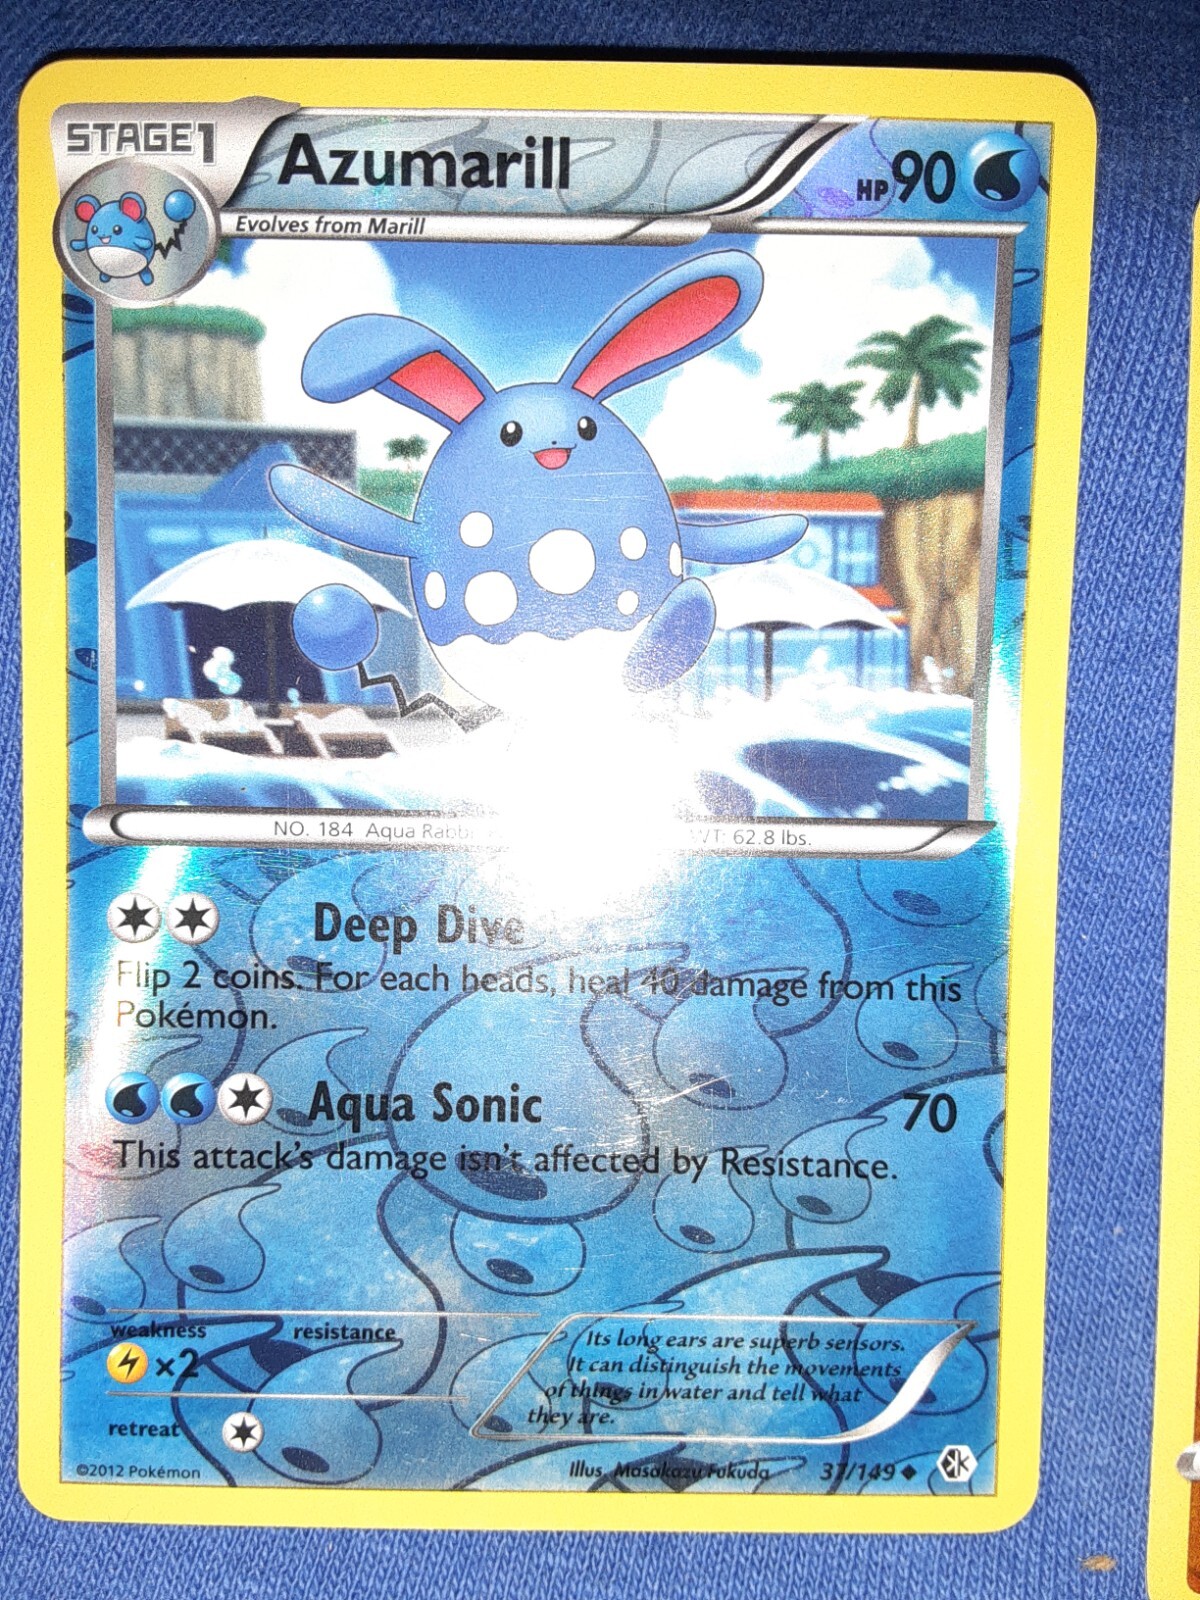 STAGE1
Azumarill
HP 90
Evolves from Marill
NO. 184 Aqua Rabbi WT: 62.8 lbs.
Deep Dive
Flip 2 coins. For each heads, heal 40 damage from this
Pokémon.
Aqua Sonic 70
This attack's damage isn't affected by Resistance.
weakness resistance
×2
retreat
Its long ears are superb sensors.
It can distinguish the movements
of things in water and tell what
they are.
©2012 Pokémon
Illus. Masakazu Fukuda 37/149